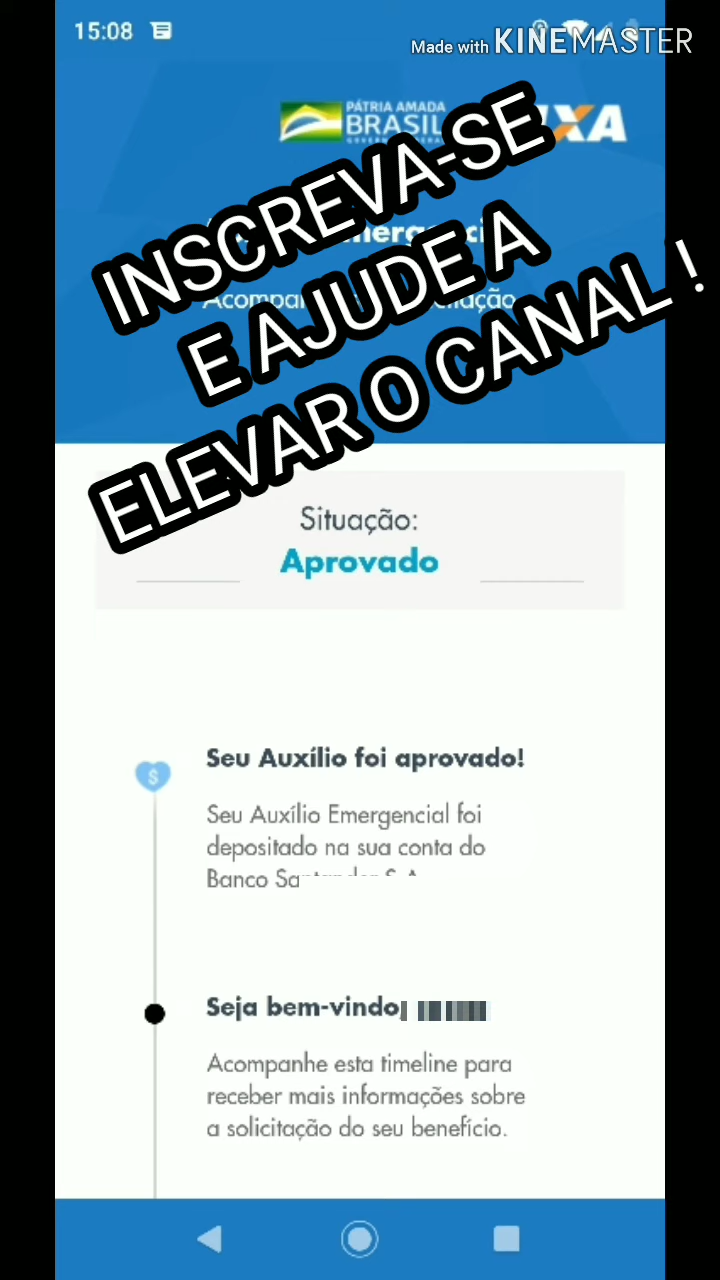 15:08
Made with KINEMASTER
PÁTRIA AMADA
BRASIL
INSCREVA-SE
E AJUDE A
ELEVAR O CANAL !
Situação:
Aprovado
Seu Auxílio foi aprovado!
Seu Auxílio Emergencial foi
depositado na sua conta do
Banco
Seja bem-vindo
Acompanhe esta timeline para
receber mais informações sobre
a solicitação do seu benefício.